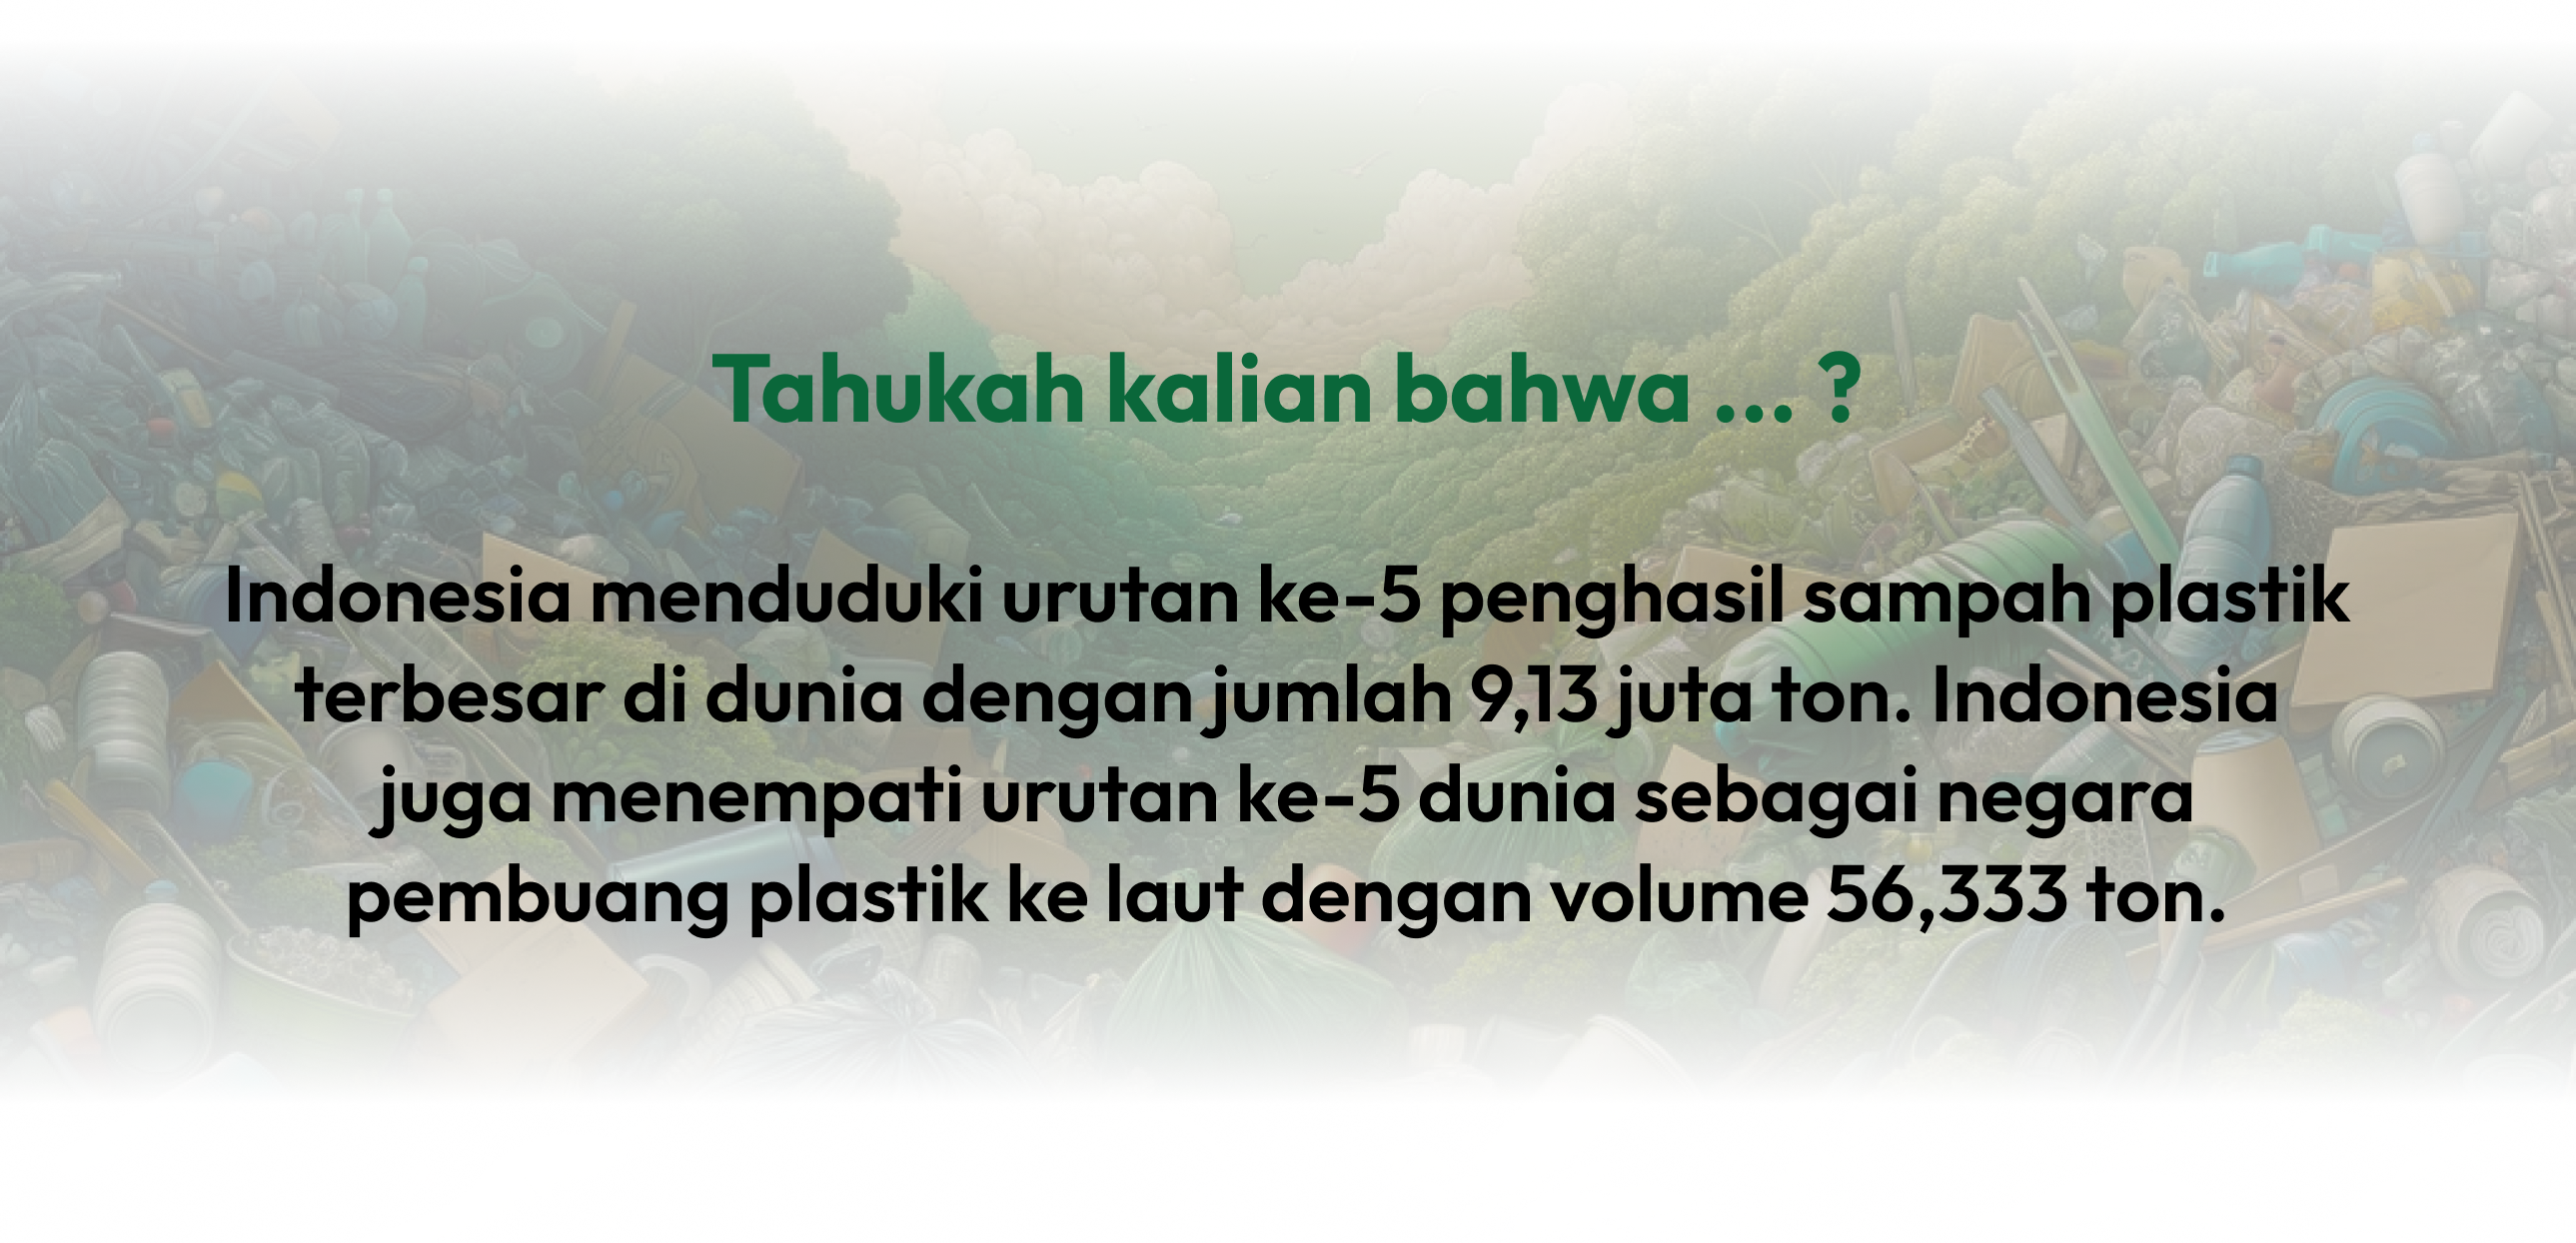 Tahukah kalian bahwa ... ?
Indonesia menduduki urutan ke-5 penghasil sampah plastik
terbesar di dunia dengan jumlah 9,13 juta ton. Indonesia
juga menempati urutan ke-5 dunia sebagai negara
pembuang plastik ke laut dengan volume 56,333 ton.